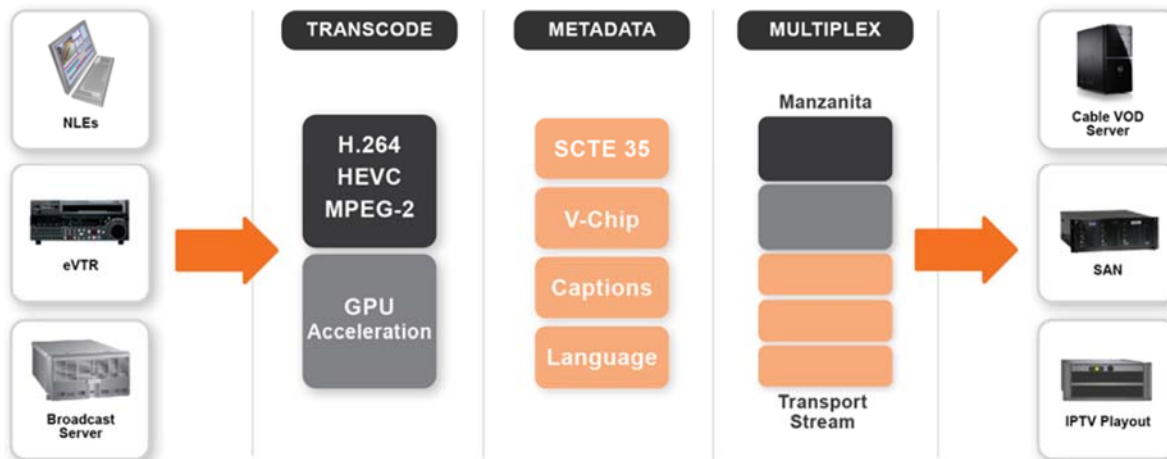 NLEs
eVTR
Broadcast
Server
TRANSCODE
H.264
HEVC
MPEG-2
GPU
Acceleration
METADATA
SCTE 35
V-Chip
Captions
Language
MULTIPLEX
Manzanita
Transport
Stream
Cable VOD
Server
SAN
IPTV Playout